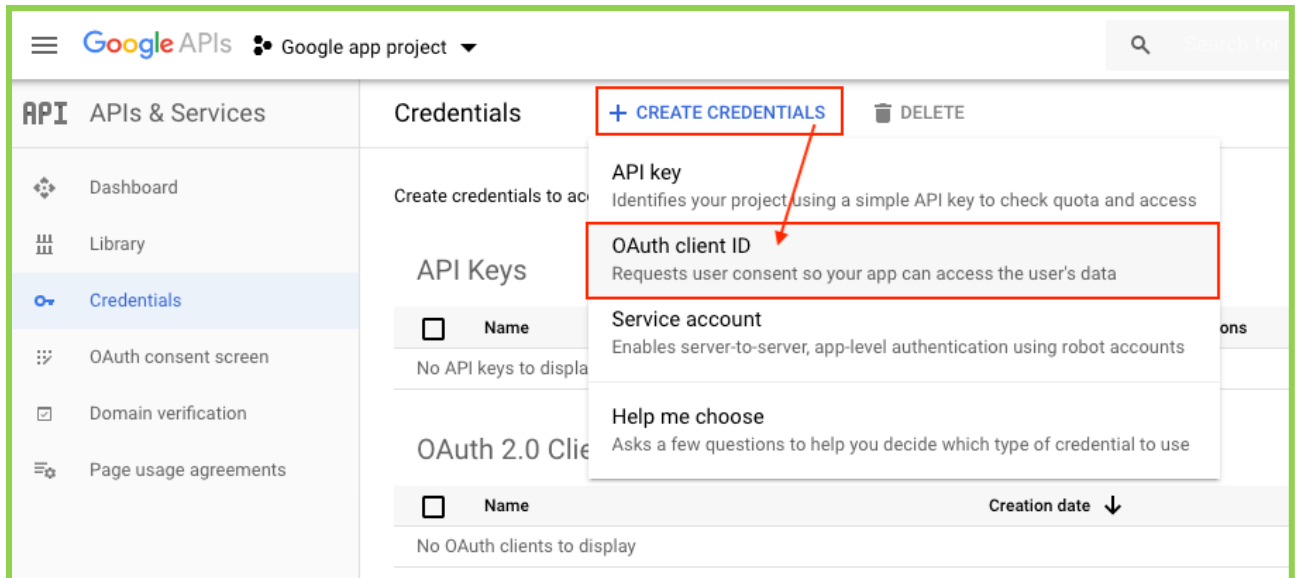 Google APIs Google app project
Search for
API APIs & Services
Credentials
+ CREATE CREDENTIALS
DELETE
Dashboard
Library
Credentials
OAuth consent screen
Domain verification
Page usage agreements
Create credentials to
API key
Identifies your project using a simple API key to check quota and access
OAuth client ID
Requests user consent so your app can access the user's data
Service account
Enables server-to-server, app-level authentication using robot accounts
Help me choose
Asks a few questions to help you decide which type of credential to use
API Keys
Name
No API keys to
OAuth 2.0
Name
Creation date
No OAuth clients to display